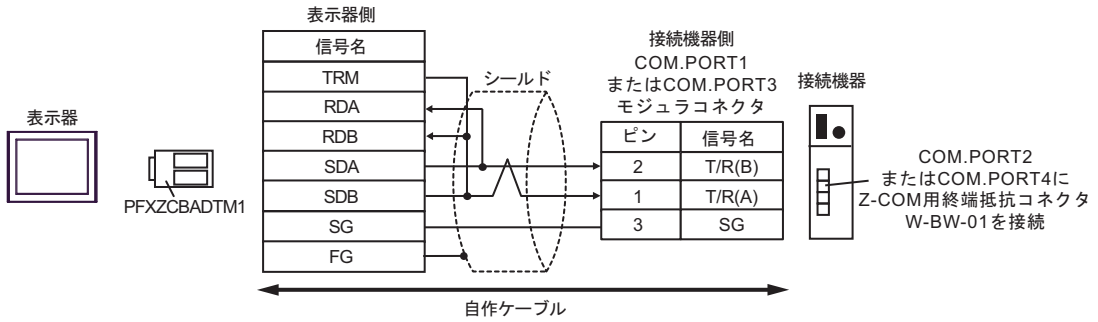 表示器
PFXZCBADTM1
表示器側
信号名
TRM
RDA
RDB
SDA
SDB
SG
FG
シールド
接続機器側
COM.PORT1
またはCOM.PORT3
モジュラコネクタ
ピン 信号名
2 T/R(B)
1 T/R(A)
3 SG
接続機器
COM.PORT2
またはCOM.PORT4に
Z-COM用終端抵抗コネクタ
W-BW-01を接続
自作ケーブル